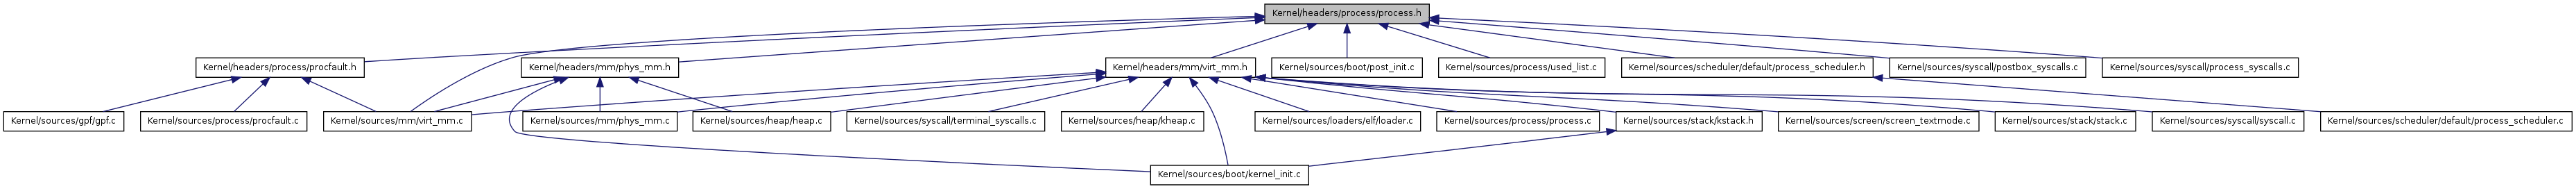 Kernel/headers/process/process.h
Kernel/headers/process/procfault.h
Kernel/headers/mm/phys_mm.h
Kernel/headers/mm/virt_mm.h
Kernel/sources/boot/post_init.c
Kernel/sources/process/used_list.c
Kernel/sources/scheduler/default/process_scheduler.h
Kernel/sources/syscall/postbox_syscalls.c
Kernel/sources/syscall/process_syscalls.c
Kernel/sources/gpf/gpf.c
Kernel/sources/process/procfault.c
Kernel/sources/mm/virt_mm.c
Kernel/sources/mm/phys_mm.c
Kernel/sources/heap/heap.c
Kernel/sources/syscall/terminal_syscalls.c
Kernel/sources/heap/kheap.c
Kernel/sources/loaders/elf/loader.c
Kernel/sources/process/process.c
Kernel/sources/stack/kstack.h
Kernel/sources/screen/screen_textmode.c
Kernel/sources/stack/stack.c
Kernel/sources/syscall/syscall.c
Kernel/sources/scheduler/default/process_scheduler.c
Kernel/sources/boot/kernel_init.c